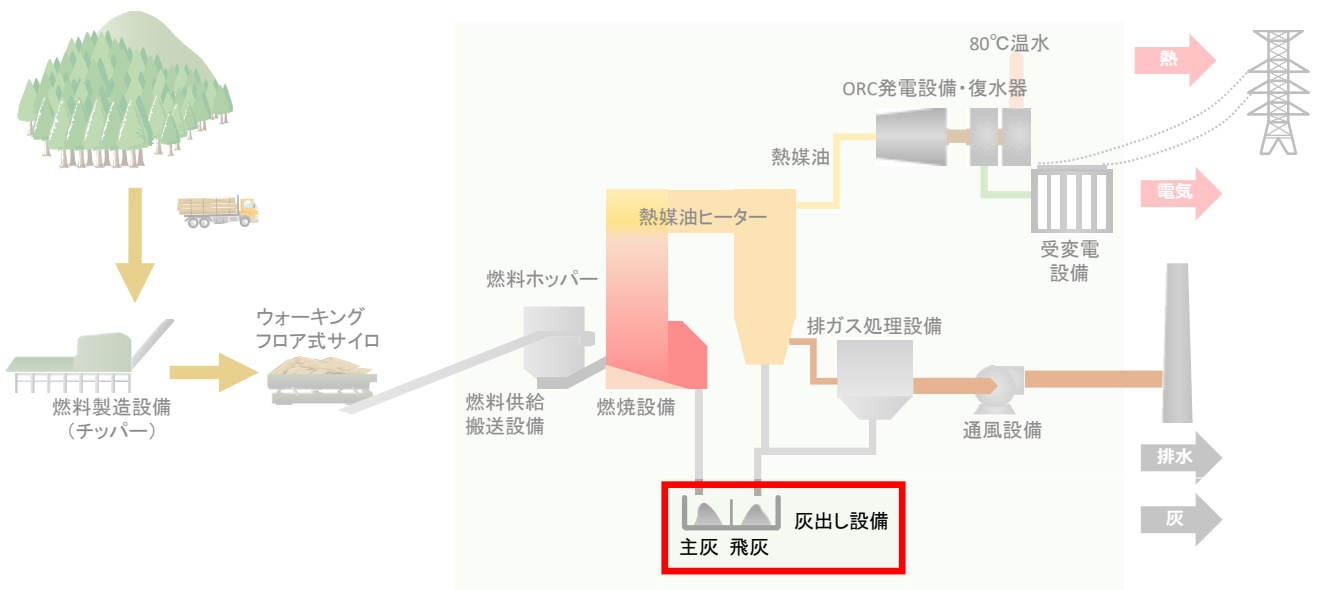 80℃温水
熱
ORC発電設備・復水器
熱媒油
電気
熱媒油ヒーター
受変電
設備
燃料ホッパー
ウォーキング
フロア式サイロ
排ガス処理設備
燃料製造設備
（チッパー）
燃料供給
搬送設備
燃焼設備
通風設備
排水
灰
灰出し設備
主灰
飛灰